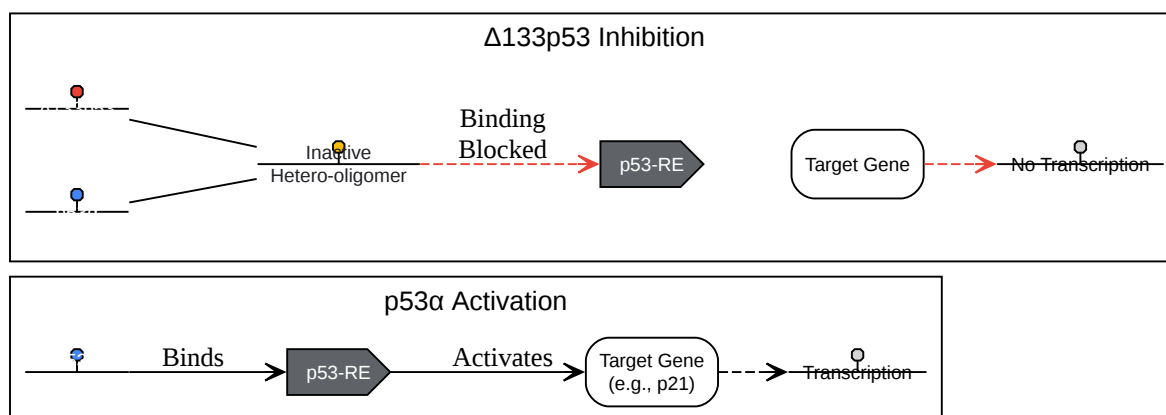 Δ133p53 Inhibition
Binding
Blocked
Inactive
Hetero-oligomer
p53-RE
Target Gene
No Transcription
p53α Activation
Binds
p53-RE
Activates
Target Gene
(e.g., p21)
Transcription